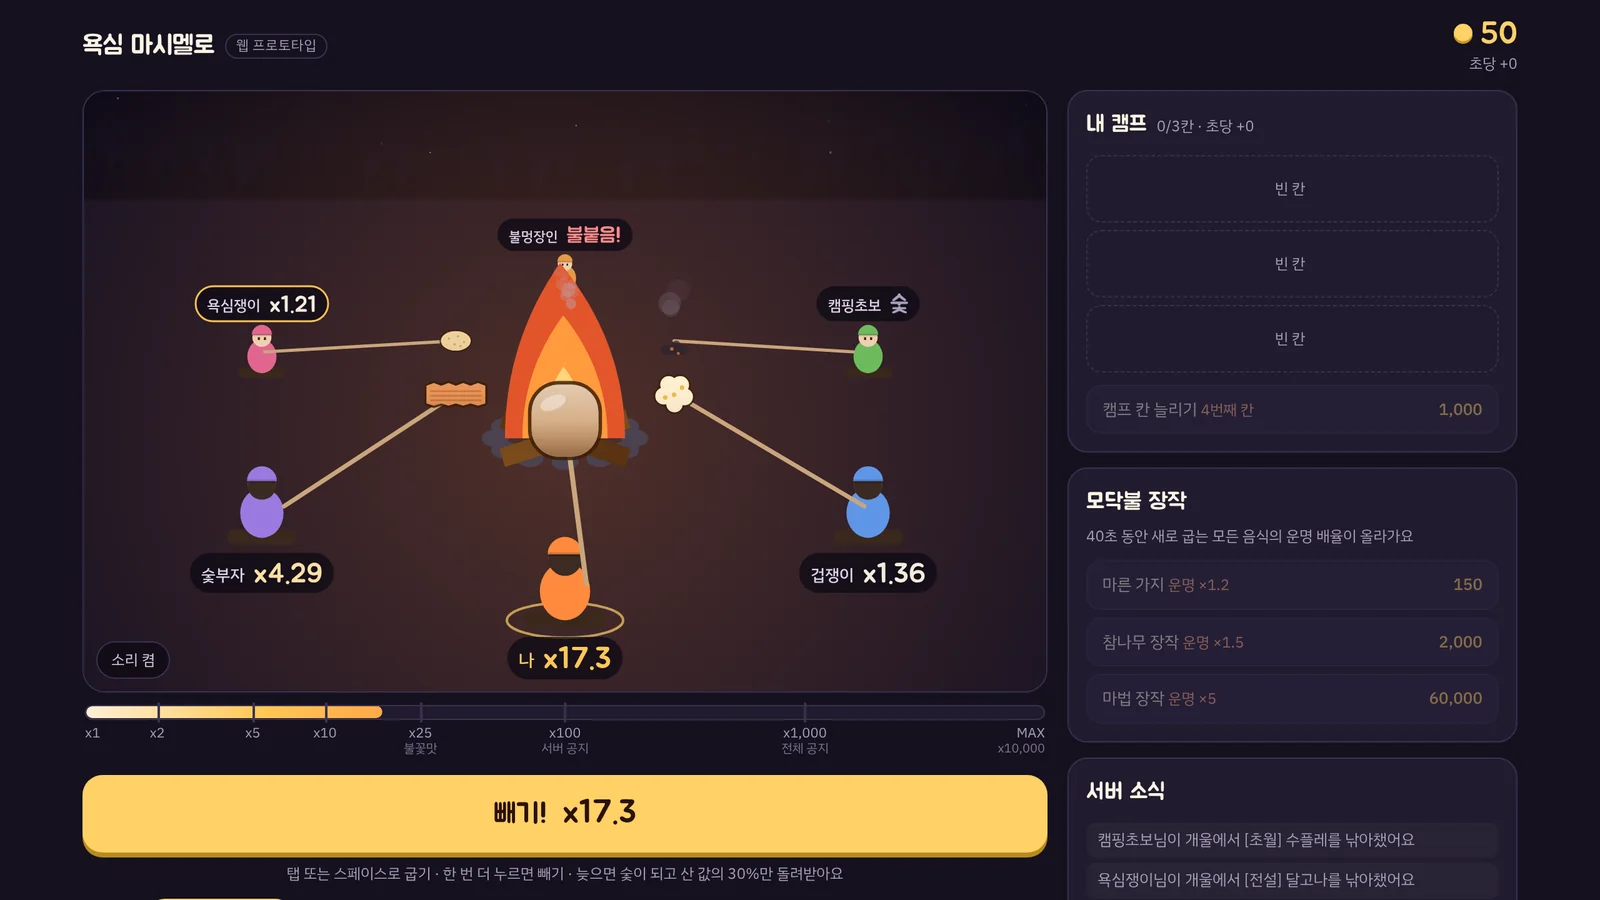 욕심 마시멜로 웹 프로토타입
50
초당 +0
불멍장인 불붙음!
욕심쟁이 x1.21
캠핑초보 숯
숯부자 x4.29
겁쟁이 x1.36
나 x17.3
소리 켬
x1 x2 x5 x10 x25 x100 x1,000 MAX
불꽃맛 서버 공지 전체 공지 x10,000
빼기! x17.3
탭 또는 스페이스로 굽기 · 한 번 더 누르면 빼기 · 늦으면 숯이 되고 산 값의 30%만 돌려받아요
내 캠프 0/3칸 · 초당 +0
빈 칸
빈 칸
빈 칸
캠프 칸 늘리기 4번째 칸 1,000
모닥불 장작
40초 동안 새로 굽는 모든 음식의 운명 배율이 올라가요
마른 가지 운명 ×1.2 150
참나무 장작 운명 ×1.5 2,000
마법 장작 운명 ×5 60,000
서버 소식
캠핑초보님이 개울에서 [초월] 수플레를 낚아챘어요
욕심쟁이님이 개울에서 [전설] 달고나를 낚아챘어요